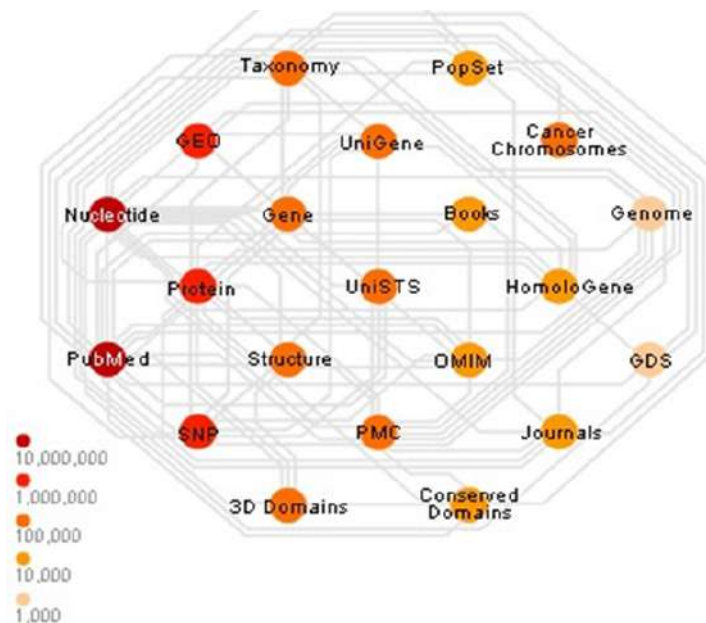 Taxonomy
PopSet
GEO
UniGene
Cancer
Chromosomes
Nucleotide
Gene
Books
Genome
Protein
UniSTS
HomoloGene
PubMed
Structure
OMIM
GDS
SNP
PMC
Journals
3D Domains
Conserved
Domains
10,000,000
1,000,000
100,000
10,000
1,000